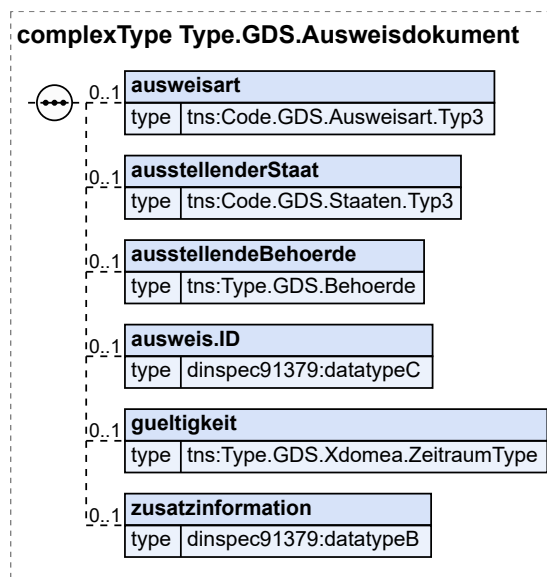 complexType Type.GDS.Ausweisdokument
0..1 ausweisart
type tns:Code.GDS.Ausweisart.Typ3
0..1 ausstellenderStaat
type tns:Code.GDS.Staaten.Typ3
0..1 ausstellendeBehoerde
type tns:Type.GDS.Behoerde
0..1 ausweis.ID
type dinspec91379:datatypeC
0..1 gueltigkeit
type tns:Type.GDS.Xdomea.ZeitraumType
0..1 zusatzinformation
type dinspec91379:datatypeB